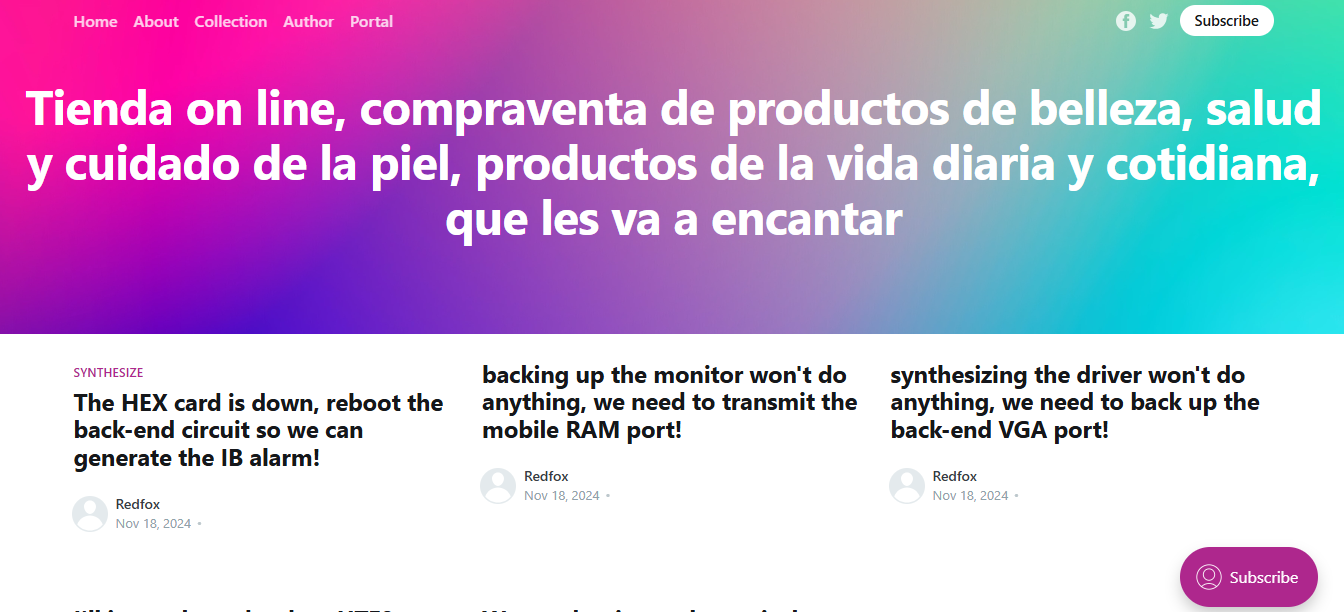 Home About Collection Author Portal
Subscribe
Tienda on line, compraventa de productos de belleza, salud
y cuidado de la piel, productos de la vida diaria y cotidiana,
que les va a encantar
SYNTHESIZE
The HEX card is down, reboot the
back-end circuit so we can
generate the IB alarm!
Redfox
Nov 18, 2024 •
backing up the monitor won't do
anything, we need to transmit the
mobile RAM port!
Redfox
Nov 18, 2024 •
synthesizing the driver won't do
anything, we need to back up the
back-end VGA port!
Redfox
Nov 18, 2024 •
Subscribe